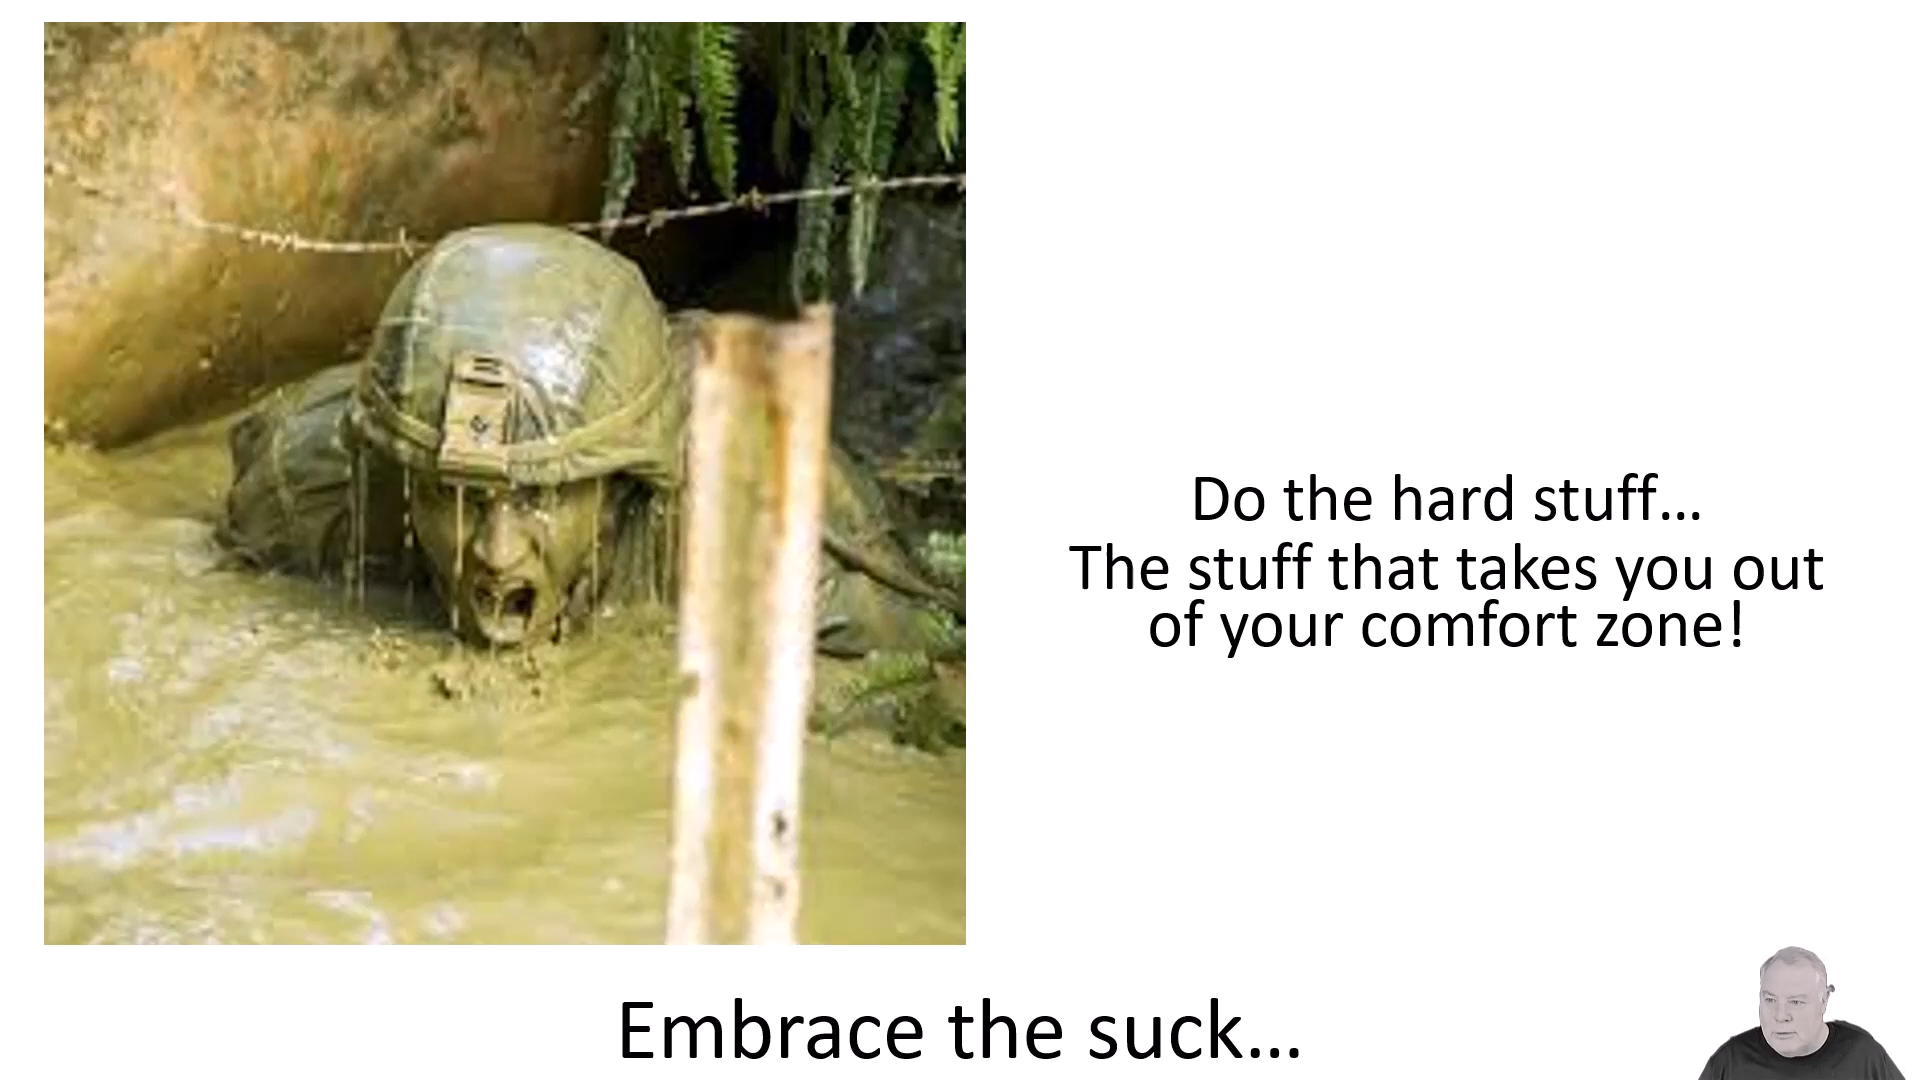 Do the hard stuff…
The stuff that takes you out
of your comfort zone!
Embrace the suck…